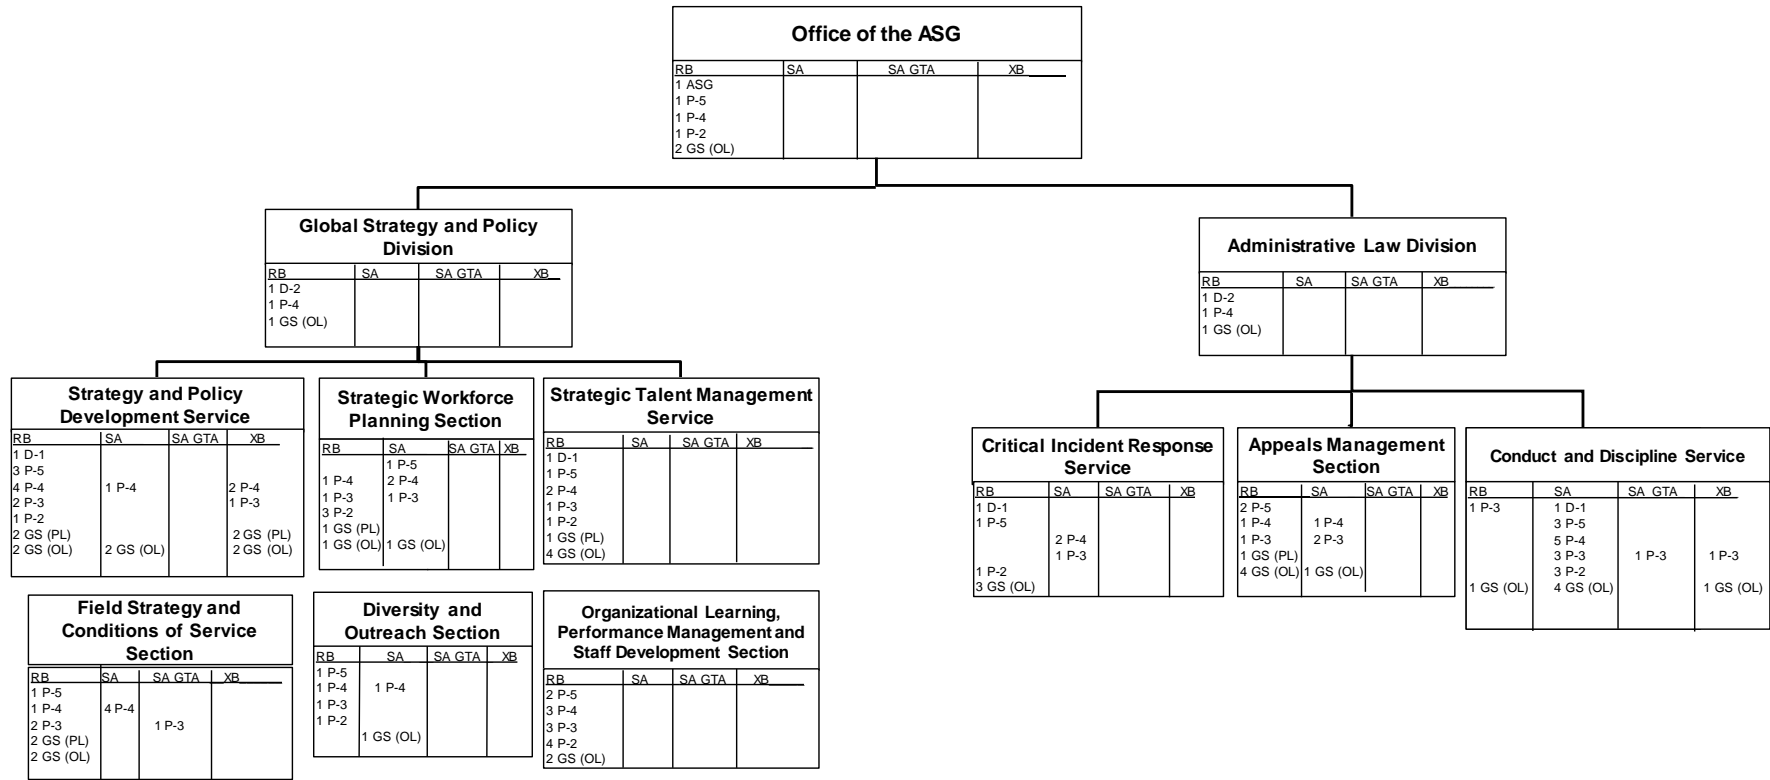 Office of the ASG
RB SA SA GTA XB
1 ASG
1 P-5
1 P-4
1 P-2
2 GS (OL)
Global Strategy and Policy
Division
RB SA SA GTA XB
1 D-2
1 P-4
1 GS (OL)
Administrative Law Division
RB SA SA GTA XB
1 D-2
1 P-4
1 GS (OL)
Strategy and Policy
Development Service
RB SA SA GTA XB
1 D-1
3 P-5
4 P-4 1 P-4 2 P-4
2 P-3 1 P-3
1 P-2
2 GS (PL) 2 GS (PL)
2 GS (OL) 2 GS (OL) 2 GS (OL)
Strategic Workforce
Planning Section
RB SA SA GTA XB
1 P-5
1 P-4 2 P-4
1 P-3 1 P-3
3 P-2
1 GS (PL)
1 GS (OL) 1 GS (OL)
Strategic Talent Management
Service
RB SA SA GTA XB
1 D-1
1 P-5
2 P-4
1 P-3
1 P-2
1 GS (PL)
4 GS (OL)
Critical Incident Response
Service
RB SA SA GTA XB
1 D-1
1 P-5
2 P-4
1 P-3
1 P-2
3 GS (OL)
Appeals Management
Section
RB SA SA GTA XB
2 P-5
1 P-4 1 P-4
1 P-3 2 P-3
1 GS (PL)
4 GS (OL) 1 GS (OL)
Conduct and Discipline Service
RB SA SA GTA XB
1 P-3 1 D-1
3 P-5
5 P-4
3 P-3 1 P-3 1 P-3
3 P-2
1 GS (OL) 4 GS (OL) 1 GS (OL)
Field Strategy and
Conditions of Service
Section
RB SA SA GTA XB
1 P-5
1 P-4 4 P-4
2 P-3 1 P-3
2 GS (PL)
2 GS (OL)
Diversity and
Outreach Section
RB SA SA GTA XB
1 P-5
1 P-4 1 P-4
1 P-3
1 P-2
1 GS (OL)
Organizational Learning,
Performance Management and
Staff Development Section
RB SA SA GTA XB
2 P-5
3 P-4
3 P-3
4 P-2
2 GS (OL)